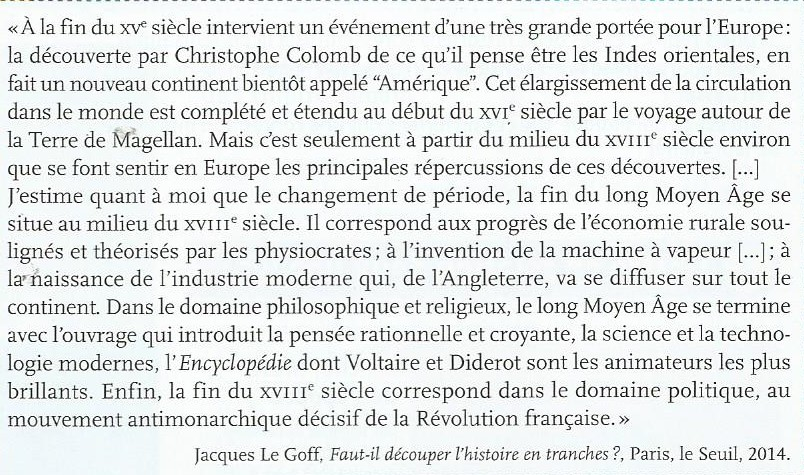 « À la fin du XVe siècle intervient un événement d'une très grande portée pour l'Europe :
la découverte par Christophe Colomb de ce qu'il pense être les Indes orientales, en
fait un nouveau continent bientôt appelé “Amérique”. Cet élargissement de la circulation
dans le monde est complété et étendu au début du XVIe siècle par le voyage autour de
la Terre de Magellan. Mais c'est seulement à partir du milieu du XVIIIe siècle environ
que se font sentir en Europe les principales répercussions de ces découvertes. [...]
J'estime quant à moi que le changement de période, la fin du long Moyen Âge se
situe au milieu du XVIIIe siècle. Il correspond aux progrès de l'économie rurale sou-
lignés et théorisés par les physiocrates ; à l'invention de la machine à vapeur [...] ; à
la naissance de l'industrie moderne qui, de l'Angleterre, va se diffuser sur tout le
continent. Dans le domaine philosophique et religieux, le long Moyen Âge se termine
avec l'ouvrage qui introduit la pensée rationnelle et croyante, la science et la techno-
logie modernes, l'Encyclopédie dont Voltaire et Diderot sont les animateurs les plus
brillants. Enfin, la fin du XVIIIe siècle correspond dans le domaine politique, au
mouvement antimonarchique décisif de la Révolution française. »
Jacques Le Goff, Faut-il découper l'histoire en tranches ?, Paris, le Seuil, 2014.